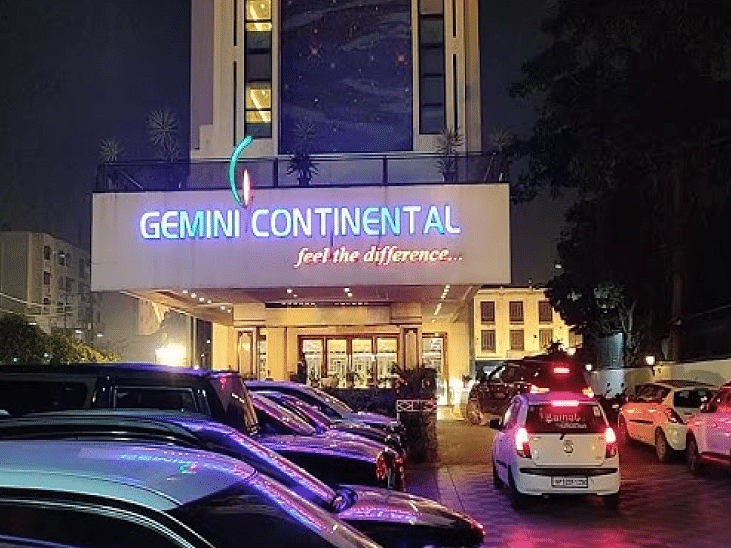 GEMINI CONTINENTAL
feel the difference...